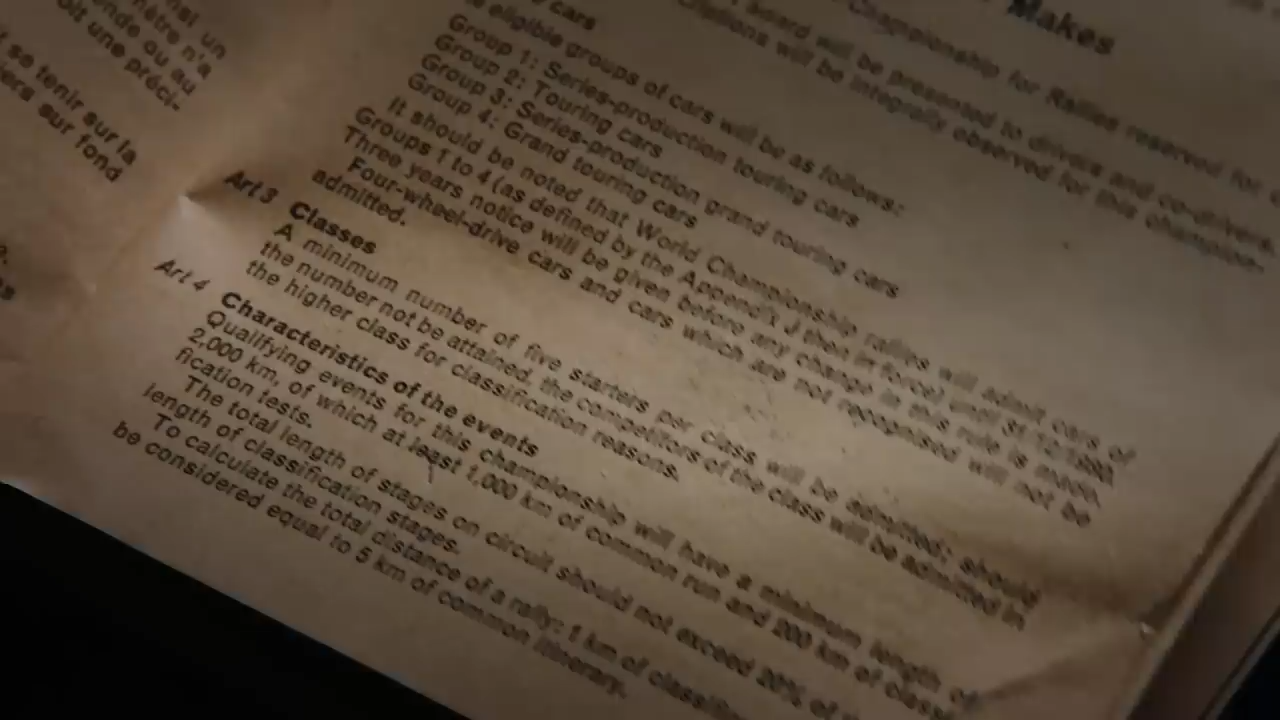 nal un
nêtre n'a
ende ou au
oit une préci-
se tenir sur la
iers sur fond
Makes
Championship for Rallies reserved for
board will be presented to drivers and co-drivers.
will be integrally observed for this champion-
cars
eligible groups of cars will be as follows:
Group 1: Series-production touring cars
Group 2: Touring cars
Group 3: Series-production grand touring cars
Group 4: Grand touring cars
It should be noted that World Championship rallies will admit cars of
Groups 1 to 4 (as defined by the Appendix J then in force) until 31/12/
Three years notice will be given before any change in this rule is made.
Four-wheel-drive cars and cars which are not recognised will not be
admitted.
Art 3 Classes
A minimum number of five starters per class will be admitted; should
the number not be attained, the competitors of the class will be admitted in
the higher class for classification reasons.
Art 4 Characteristics of the events
Qualifying events for this championship will have a minimum length of
2,000 km, of which at least 1,000 km of common run and 200 km of classi-
fication tests.
The total length of stages on circuit should not exceed 20% of
length of classification stages.
To calculate the total distance of a rally: 1 km of classific
be considered equal to 5 km of common itinerary.